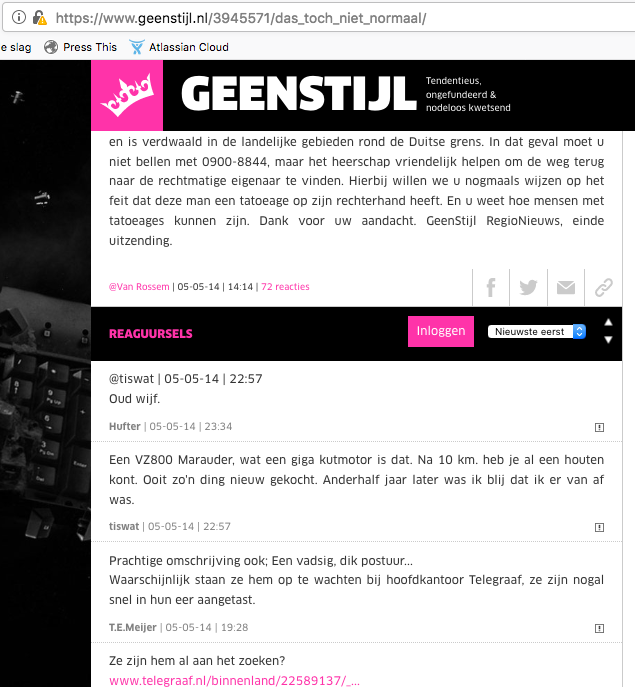 https://www.geenstijl.nl/3945571/das_toch_niet_normaal/
e slag Press This Atlassian Cloud
GEENSTIJL
Tendentieus,
ongefundeerd &
nodeloos kwetsend
en is verdwaald in de landelijke gebieden rond de Duitse grens. In dat geval moet u
niet bellen met 0900-8844, maar het heerschap vriendelijk helpen om de weg terug
naar de rechtmatige eigenaar te vinden. Hierbij willen we u nogmaals wijzen op het
feit dat deze man een tatoeage op zijn rechterhand heeft. En u weet hoe mensen met
tatoeages kunnen zijn. Dank voor uw aandacht. GeenStijl RegioNieuws, einde
uitzending.
@Van Rossem | 05-05-14 | 14:14 | 72 reacties
REAGUURSELS Inloggen Nieuwste eerst
@tiswat | 05-05-14 | 22:57
Oud wijf.
Hufter | 05-05-14 | 23:34
Een VZ800 Marauder, wat een giga kutmotor is dat. Na 10 km. heb je al een houten
kont. Ooit zo'n ding nieuw gekocht. Anderhalf jaar later was ik blij dat ik er van af
was.
tiswat | 05-05-14 | 22:57
Prachtige omschrijving ook; Een vadsig, dik postuur...
Waarschijnlijk staan ze hem op te wachten bij hoofdkantoor Telegraaf, ze zijn nogal
snel in hun eer aangetast.
T.E.Meijer | 05-05-14 | 19:28
Ze zijn hem al aan het zoeken?
www.telegraaf.nl/binnenland/22589137/_...